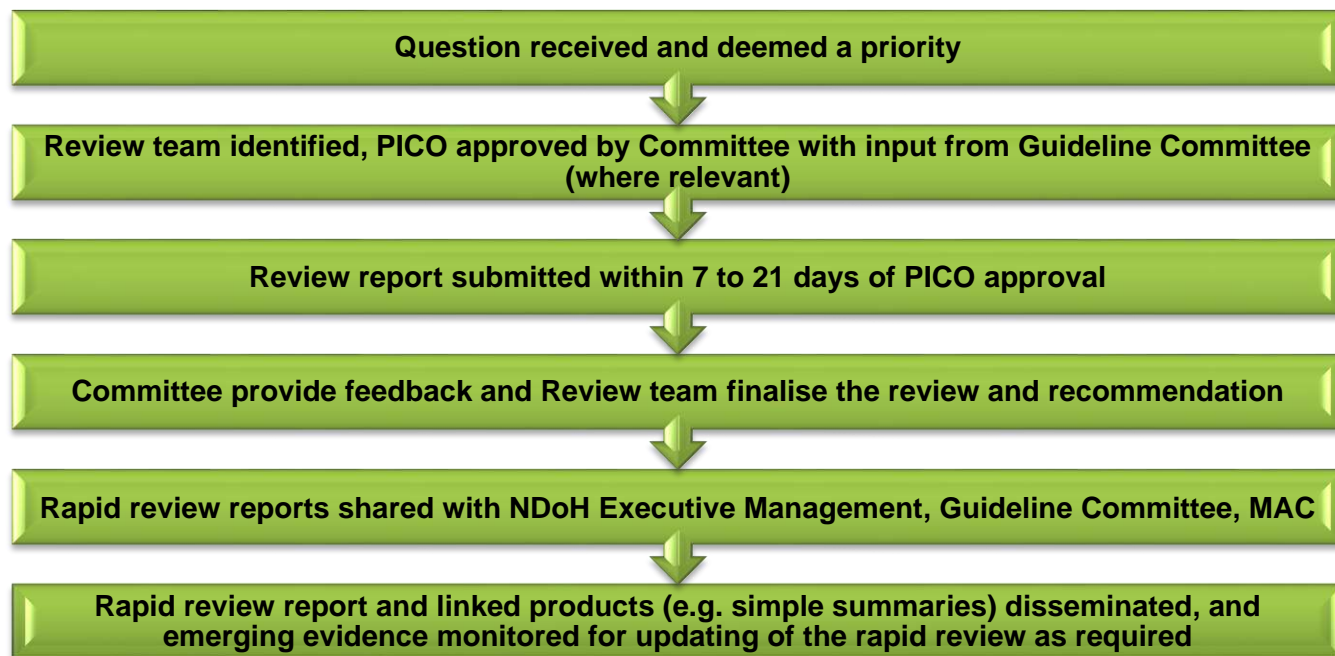 Question received and deemed a priority
Review team identified, PICO approved by Committee with input from Guideline Committee
(where relevant)
Review report submitted within 7 to 21 days of PICO approval
Committee provide feedback and Review team finalise the review and recommendation
Rapid review reports shared with NDoH Executive Management, Guideline Committee, MAC
Rapid review report and linked products (e.g. simple summaries) disseminated, and
emerging evidence monitored for updating of the rapid review as required